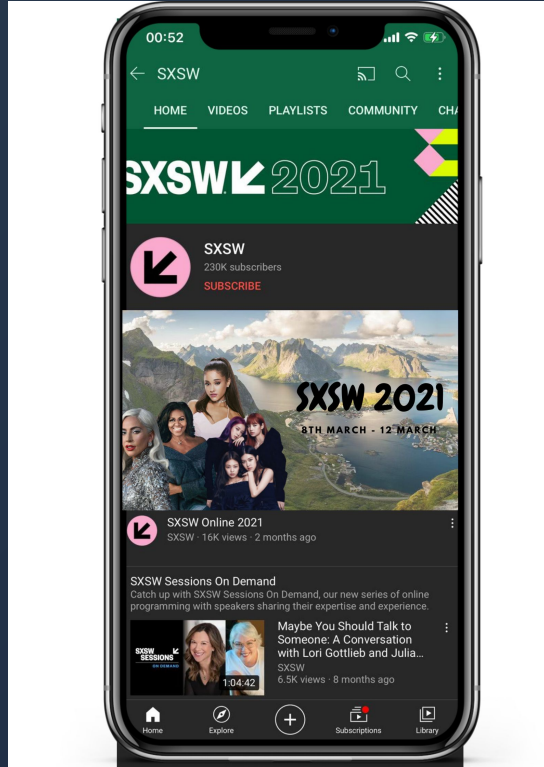 00:52
SXSW
HOME VIDEOS PLAYLISTS COMMUNITY CHA
SXSW. 2021
SXSW
230K subscribers
SUBSCRIBE
SXSW 2021
8TH MARCH - 12 MARCH
SXSW Online 2021
SXSW · 16K views · 2 months ago
SXSW Sessions On Demand
Catch up with SXSW Sessions On Demand, our new series of online
programming with speakers sharing their expertise and experience.
SXSW
SESSIONS
ON DEMAND
1:04:42
Maybe You Should Talk to
Someone: A Conversation
with Lori Gottlieb and Julia...
SXSW
6.5K views · 8 months ago
Home Explore Subscriptions Library